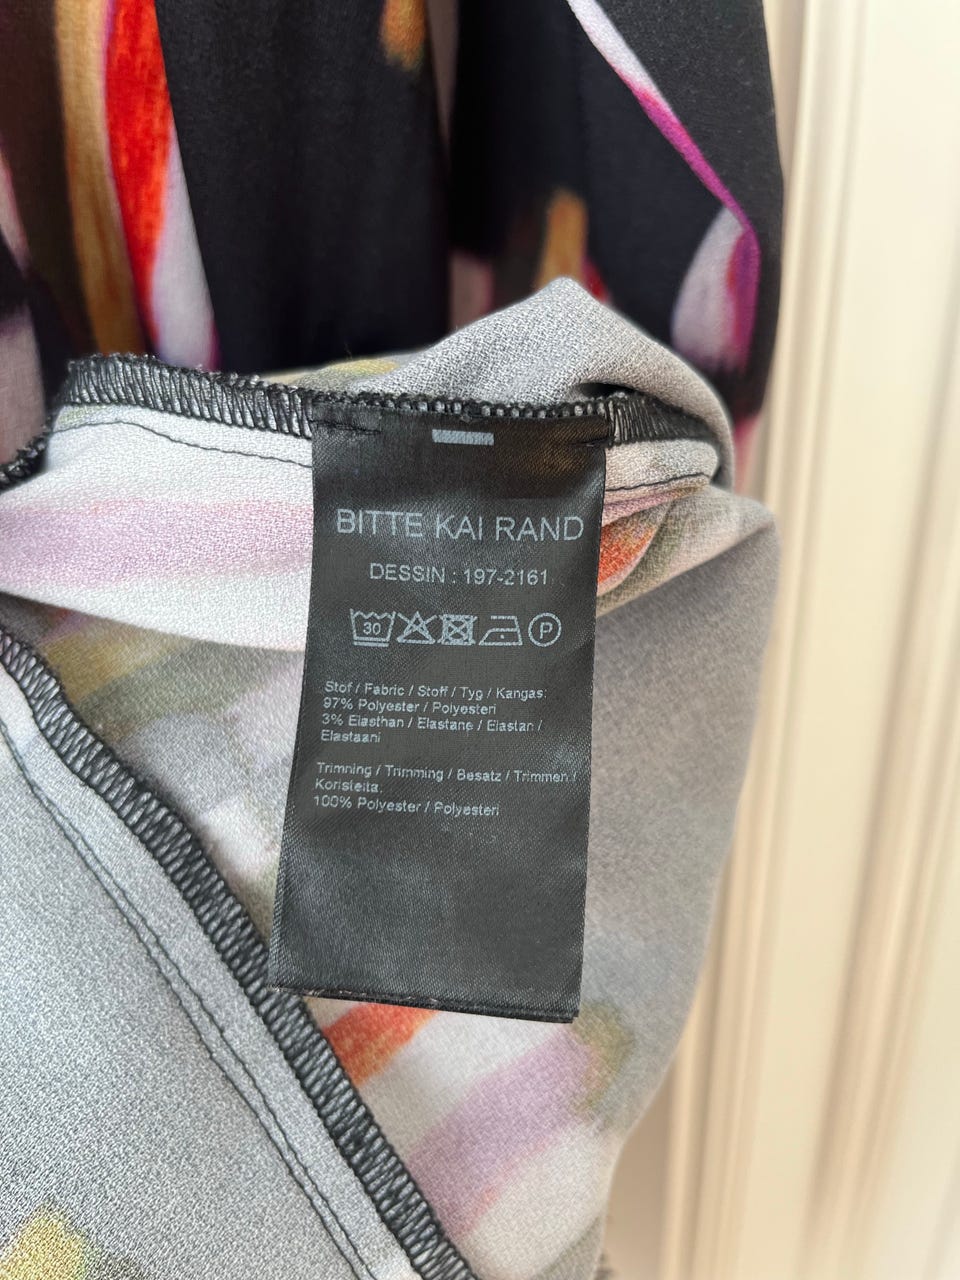 BITTE KAI RAND
DESSIN : 197-2161
30 P
Stof / Fabric / Stoff / Tyg / Kangas:
97% Polyester / Polyesteri
3% Elasthan / Elastane / Elastan /
Elastaani
Trimning / Trimming / Besatz / Trimmen /
Koristeita:
100% Polyester / Polyesteri